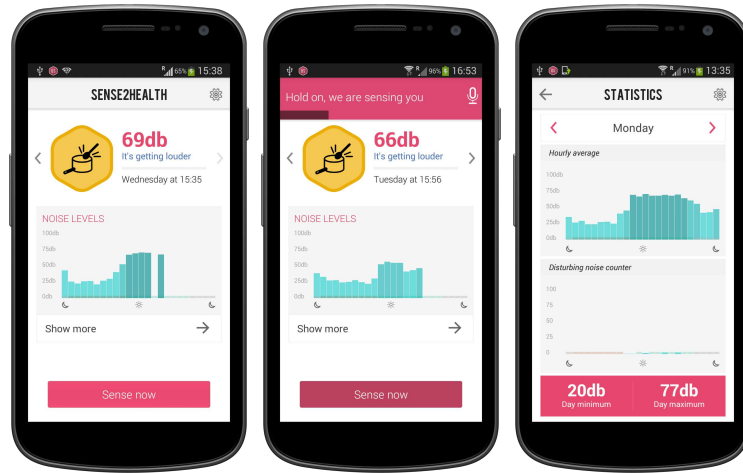 R 65% 15:38
SENSE2HEALTH
69db
It's getting louder
Wednesday at 15:35
NOISE LEVELS
100db
75db
50db
25db
0db
Show more
Sense now
R 96% 16:53
Hold on, we are sensing you
66db
It's getting louder
Tuesday at 15:56
NOISE LEVELS
100db
75db
50db
25db
0db
Show more
Sense now
R 91% 13:35
STATISTICS
Monday
Hourly average
100db
75db
50db
25db
0db
Disturbing noise counter
100
75
50
25
0
20db
Day minimum
77db
Day maximum